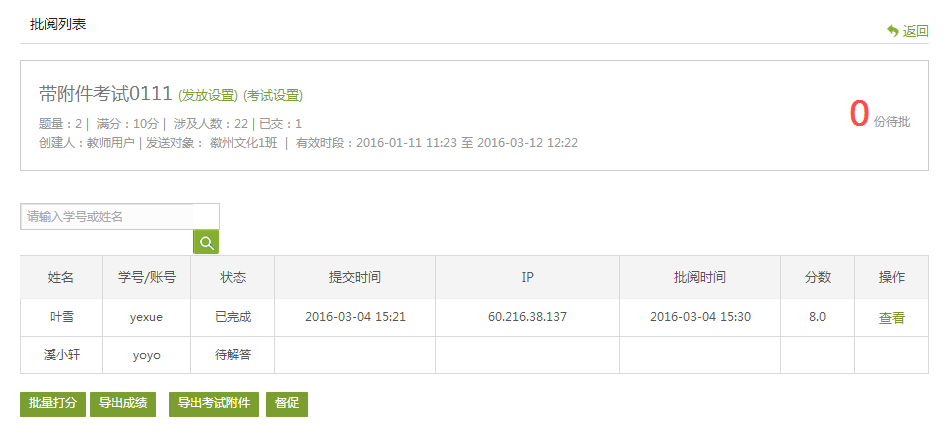 批阅列表
返回
带附件考试0111 (发放设置) (考试设置)
题量：2 | 满分：10分 | 涉及人数：22 | 已交：1
创建人：教师用户 | 发送对象： 徽州文化1班 | 有效时段：2016-01-11 11:23 至 2016-03-12 12:22
0 份待批
请输入学号或姓名
姓名 学号/账号 状态 提交时间 IP 批阅时间 分数 操作
叶雪 yexue 已完成 2016-03-04 15:21 60.216.38.137 2016-03-04 15:30 8.0 查看
溪小轩 yoyo 待解答
批量打分 导出成绩 导出考试附件 督促